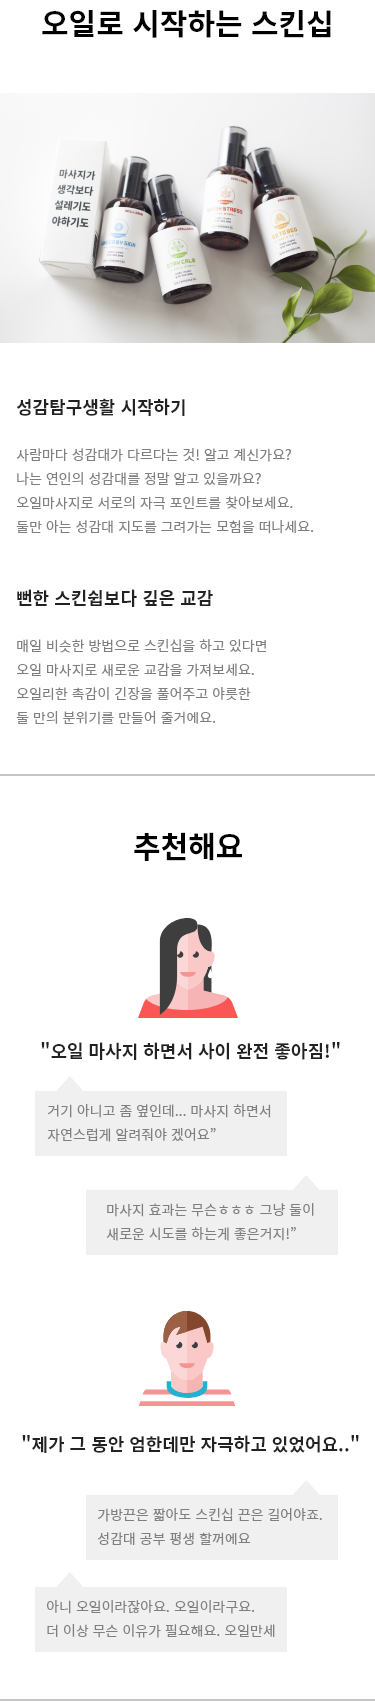 오일로 시작하는 스킨십
마사지가
생각보다
설레기도
야하기도
성감탐구생활 시작하기
사람마다 성감대가 다르다는 것! 알고 계신가요?
나는 연인의 성감대를 정말 알고 있을까요?
오일마사지로 서로의 자극 포인트를 찾아보세요.
둘만 아는 성감대 지도를 그려가는 모험을 떠나세요.
뻔한 스킨쉽보다 깊은 교감
매일 비슷한 방법으로 스킨십을 하고 있다면
오일 마사지로 새로운 교감을 가져보세요.
오일리한 촉감이 긴장을 풀어주고 야릇한
둘 만의 분위기를 만들어 줄거에요.
추천해요
"오일 마사지 하면서 사이 완전 좋아짐!"
거기 아니고 좀 옆인데... 마사지 하면서
자연스럽게 알려줘야 겠어요”
마사지 효과는 무슨ㅎㅎㅎ 그냥 둘이
새로운 시도를 하는게 좋은거지!”
"제가 그 동안 엄한데만 자극하고 있었어요.."
가방끈은 짧아도 스킨십 끈은 길어야죠.
성감대 공부 평생 할꺼에요
아니 오일이라잖아요. 오일이라구요.
더 이상 무슨 이유가 필요해요. 오일만세